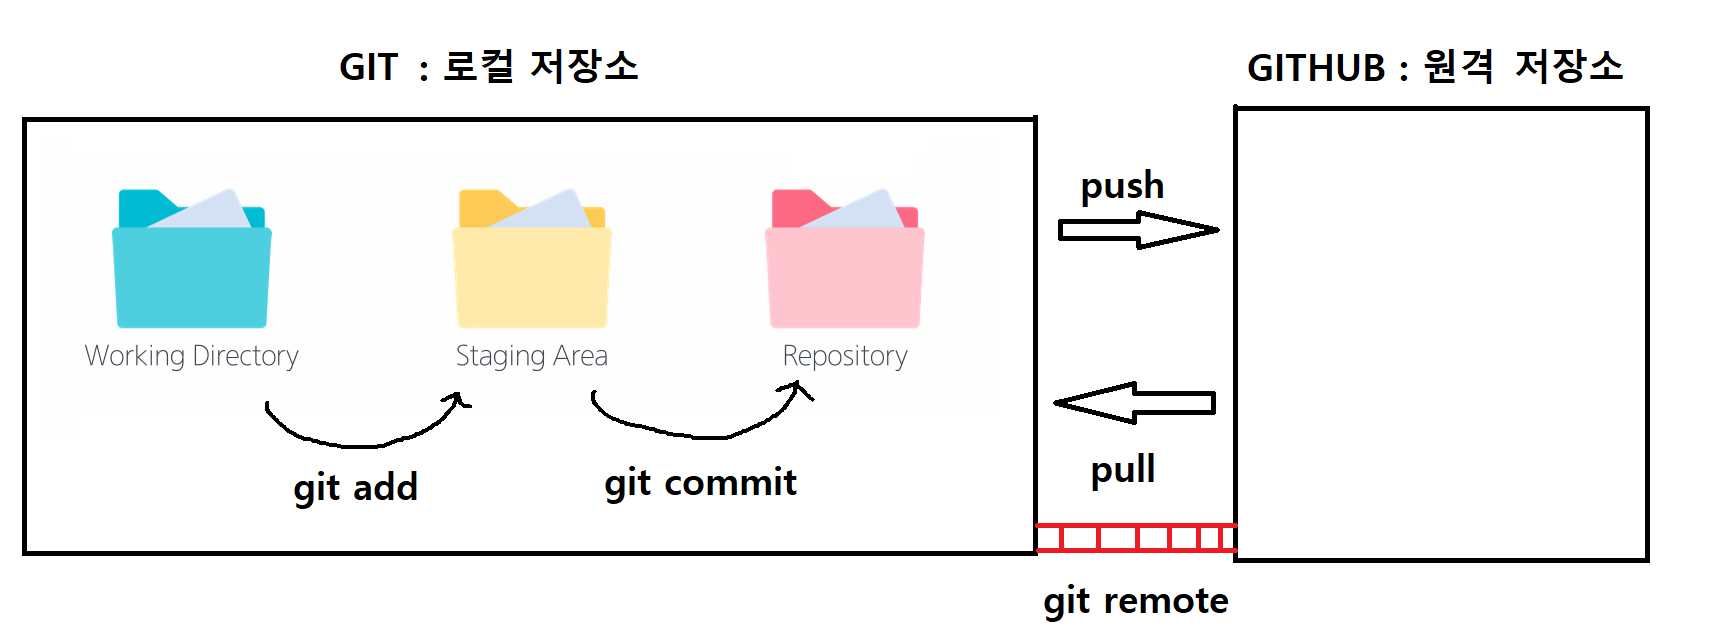 GIT : 로컬 저장소
GITHUB : 원격 저장소
push
Working Directory
Staging Area
Repository
git add
git commit
pull
git remote